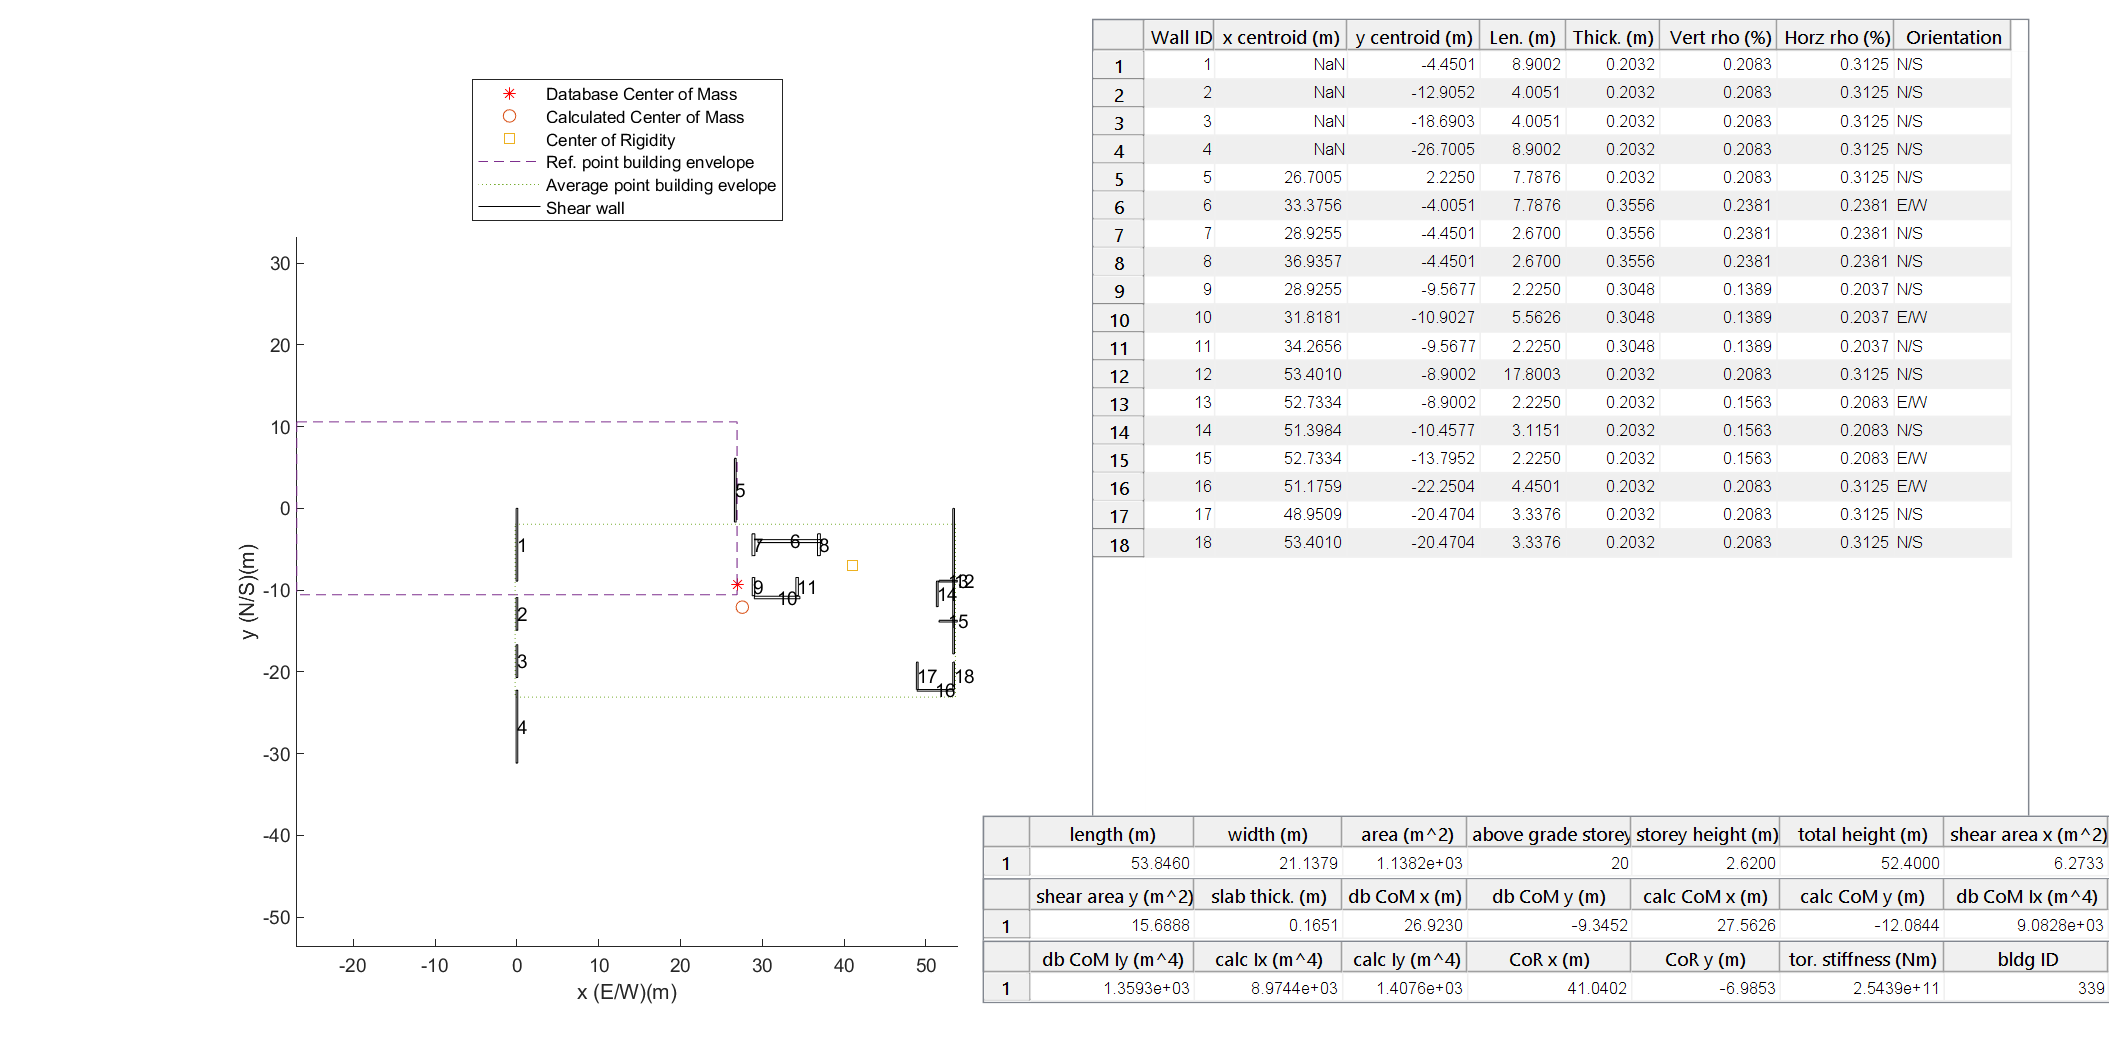 Database Center of Mass
Calculated Center of Mass
Center of Rigidity
Ref. point building envelope
Average point building evelope
Shear wall
30
20
10
0
-10
-20
-30
-40
-50
-20 -10 0 10 20 30 40 50
x (E/W)(m)
y (N/S)(m)
1
2
3
4
5
6
7
8
9
10
11
12
13
14
15
16
17
18
Wall ID x centroid (m) y centroid (m) Len. (m) Thick. (m) Vert rho (%) Horz rho (%) Orientation
1 1 NaN -4.4501 8.9002 0.2032 0.2083 0.3125 N/S
2 2 NaN -12.9052 4.0051 0.2032 0.2083 0.3125 N/S
3 3 NaN -18.6903 4.0051 0.2032 0.2083 0.3125 N/S
4 4 NaN -26.7005 8.9002 0.2032 0.2083 0.3125 N/S
5 5 26.7005 2.2250 7.7876 0.2032 0.2083 0.3125 N/S
6 6 33.3756 -4.0051 7.7876 0.3556 0.2381 0.2381 E/W
7 7 28.9255 -4.4501 2.6700 0.3556 0.2381 0.2381 N/S
8 8 36.9357 -4.4501 2.6700 0.3556 0.2381 0.2381 N/S
9 9 28.9255 -9.5677 2.2250 0.3048 0.1389 0.2037 N/S
10 10 31.8181 -10.9027 5.5626 0.3048 0.1389 0.2037 E/W
11 11 34.2656 -9.5677 2.2250 0.3048 0.1389 0.2037 N/S
12 12 53.4010 -8.9002 17.8003 0.2032 0.2083 0.3125 N/S
13 13 52.7334 -8.9002 2.2250 0.2032 0.1563 0.2083 E/W
14 14 51.3984 -10.4577 3.1151 0.2032 0.1563 0.2083 N/S
15 15 52.7334 -13.7952 2.2250 0.2032 0.1563 0.2083 E/W
16 16 51.1759 -22.2504 4.4501 0.2032 0.2083 0.3125 E/W
17 17 48.9509 -20.4704 3.3376 0.2032 0.2083 0.3125 N/S
18 18 53.4010 -20.4704 3.3376 0.2032 0.2083 0.3125 N/S
length (m) width (m) area (m^2) above grade storey storey height (m) total height (m) shear area x (m^2)
1 53.8460 21.1379 1.1382e+03 20 2.6200 52.4000 6.2733
shear area y (m^2) slab thick. (m) db CoM x (m) db CoM y (m) calc CoM x (m) calc CoM y (m) db CoM Ix (m^4)
1 15.6888 0.1651 26.9230 -9.3452 27.5626 -12.0844 9.0828e+03
db CoM Iy (m^4) calc Ix (m^4) calc Iy (m^4) CoR x (m) CoR y (m) tor. stiffness (Nm) bldg ID
1 1.3593e+03 8.9744e+03 1.4076e+03 41.0402 -6.9853 2.5439e+11 339